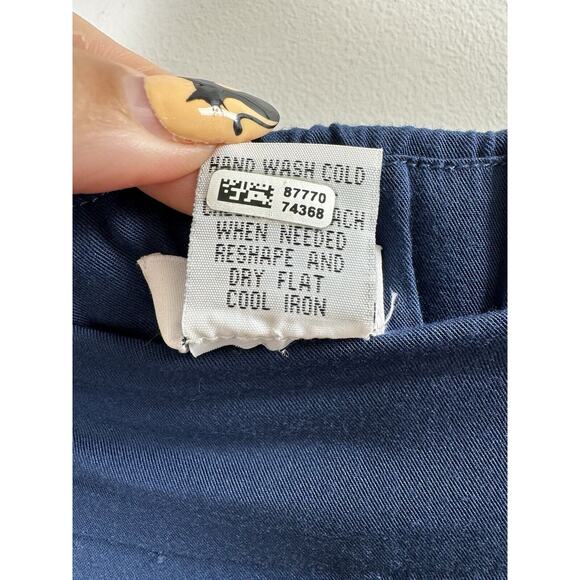 HAND WASH COLD
87770
74368
WHEN NEEDED
RESHAPE AND
DRY FLAT
COOL IRON